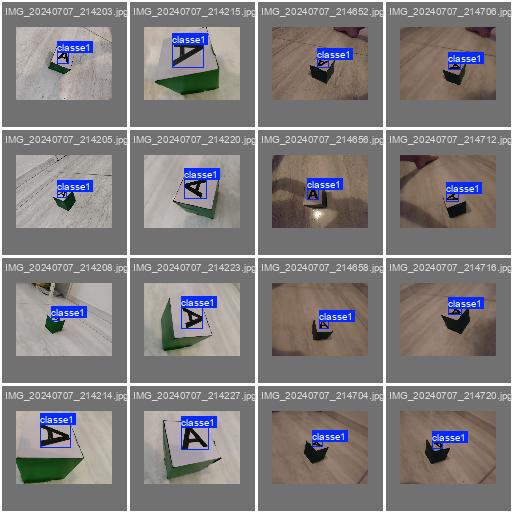 IMG_20240707_214203.jpg
classe1
A
IMG_20240707_214215.jpg
classe1
A
IMG_20240707_214652.jpg
classe1
A
IMG_20240707_214706.jpg
classe1
A
IMG_20240707_214205.jpg
classe1
A
IMG_20240707_214220.jpg
classe1
A
IMG_20240707_214656.jpg
classe1
A
IMG_20240707_214712.jpg
classe1
A
IMG_20240707_214208.jpg
classe1
IMG_20240707_214223.jpg
classe1
A
IMG_20240707_214658.jpg
classe1
A
IMG_20240707_214716.jpg
classe1
A
IMG_20240707_214214.jpg
classe1
A
IMG_20240707_214227.jpg
classe1
A
IMG_20240707_214704.jpg
classe1
A
IMG_20240707_214720.jpg
classe1
A